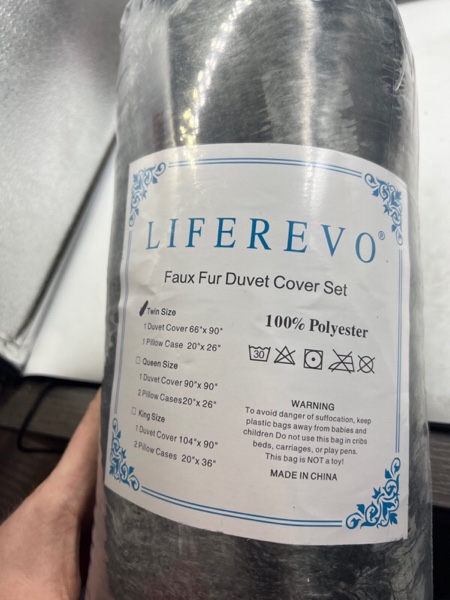 LIFEREVO®
Faux Fur Duvet Cover Set
Twin Size
1 Duvet Cover 66"x 90"
1 Pillow Case 20"x 26"
Queen Size
1 Duvet Cover 90"x 90"
2 Pillow Cases20"x 26"
King Size
1 Duvet Cover 104"x 90"
2 Pillow Cases 20"x 36"
100% Polyester
30
WARNING
To avoid danger of suffocation, keep
plastic bags away from babies and
children Do not use this bag in cribs
beds, carriages, or play pens.
This bag is NOT a toy!
MADE IN CHINA